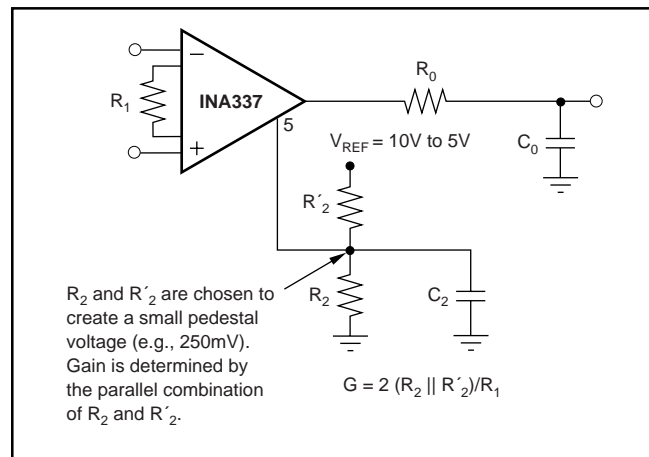 −
R1
INA337
+
5
R0
VREF = 10V to 5V
C0
R´2
R2 and R´2 are chosen to
create a small pedestal
voltage (e.g., 250mV).
Gain is determined by
the parallel combination
of R2 and R´2.
R2
C2
G = 2 (R2 || R´2)/R1